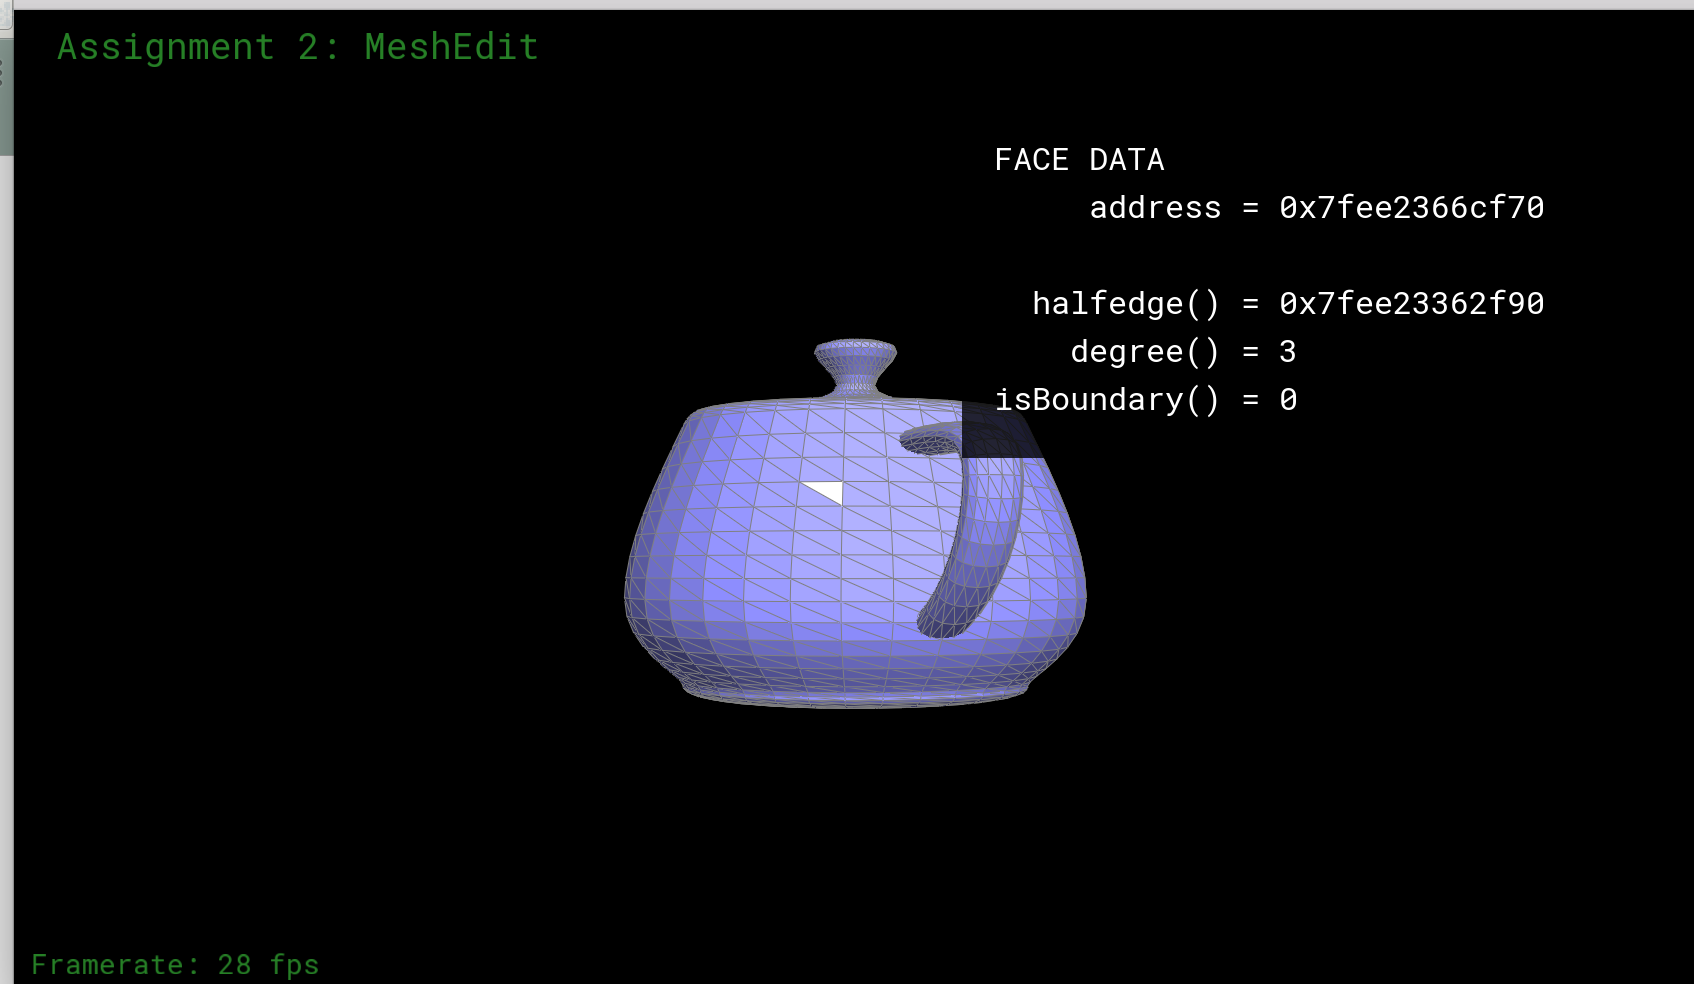 Assignment 2: MeshEdit
FACE DATA
address = 0x7fee2366cf70
halfedge() = 0x7fee23362f90
degree() = 3
isBoundary() = 0
Framerate: 28 fps